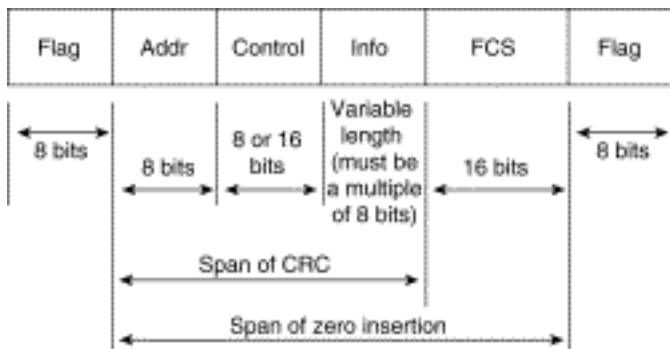 Flag Addr Control Info FCS Flag
8 bits
8 bits
8 or 16
bits
Variable
length
(must be
a multiple
of 8 bits)
16 bits
8 bits
Span of CRC
Span of zero insertion